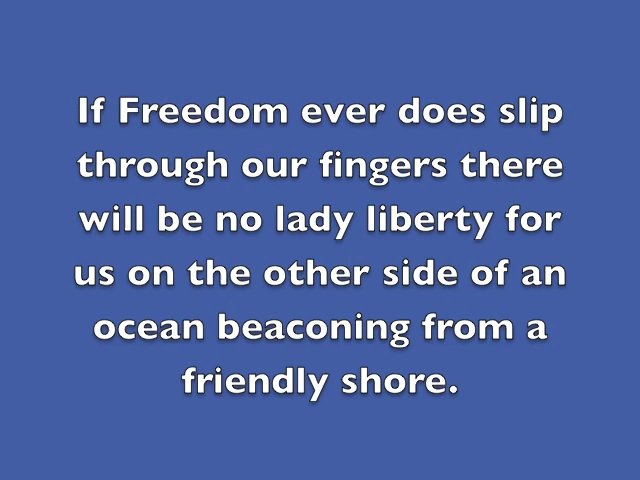 If Freedom ever does slip
through our fingers there
will be no lady liberty for
us on the other side of an
ocean beaconing from a
friendly shore.